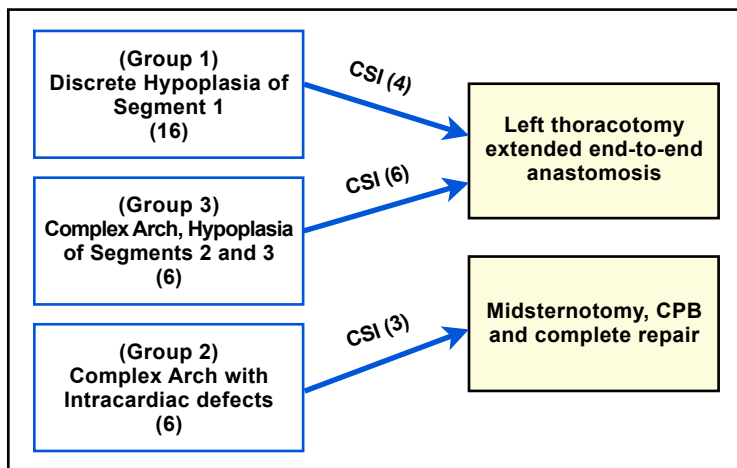 (Group 1)
Discrete Hypoplasia of
Segment 1
(16)
CSI (4)
Left thoracotomy
extended end-to-end
anastomosis
(Group 3)
Complex Arch, Hypoplasia
of Segments 2 and 3
(6)
CSI (6)
(Group 2)
Complex Arch with
Intracardiac defects
(6)
CSI (3)
Midsternotomy, CPB
and complete repair